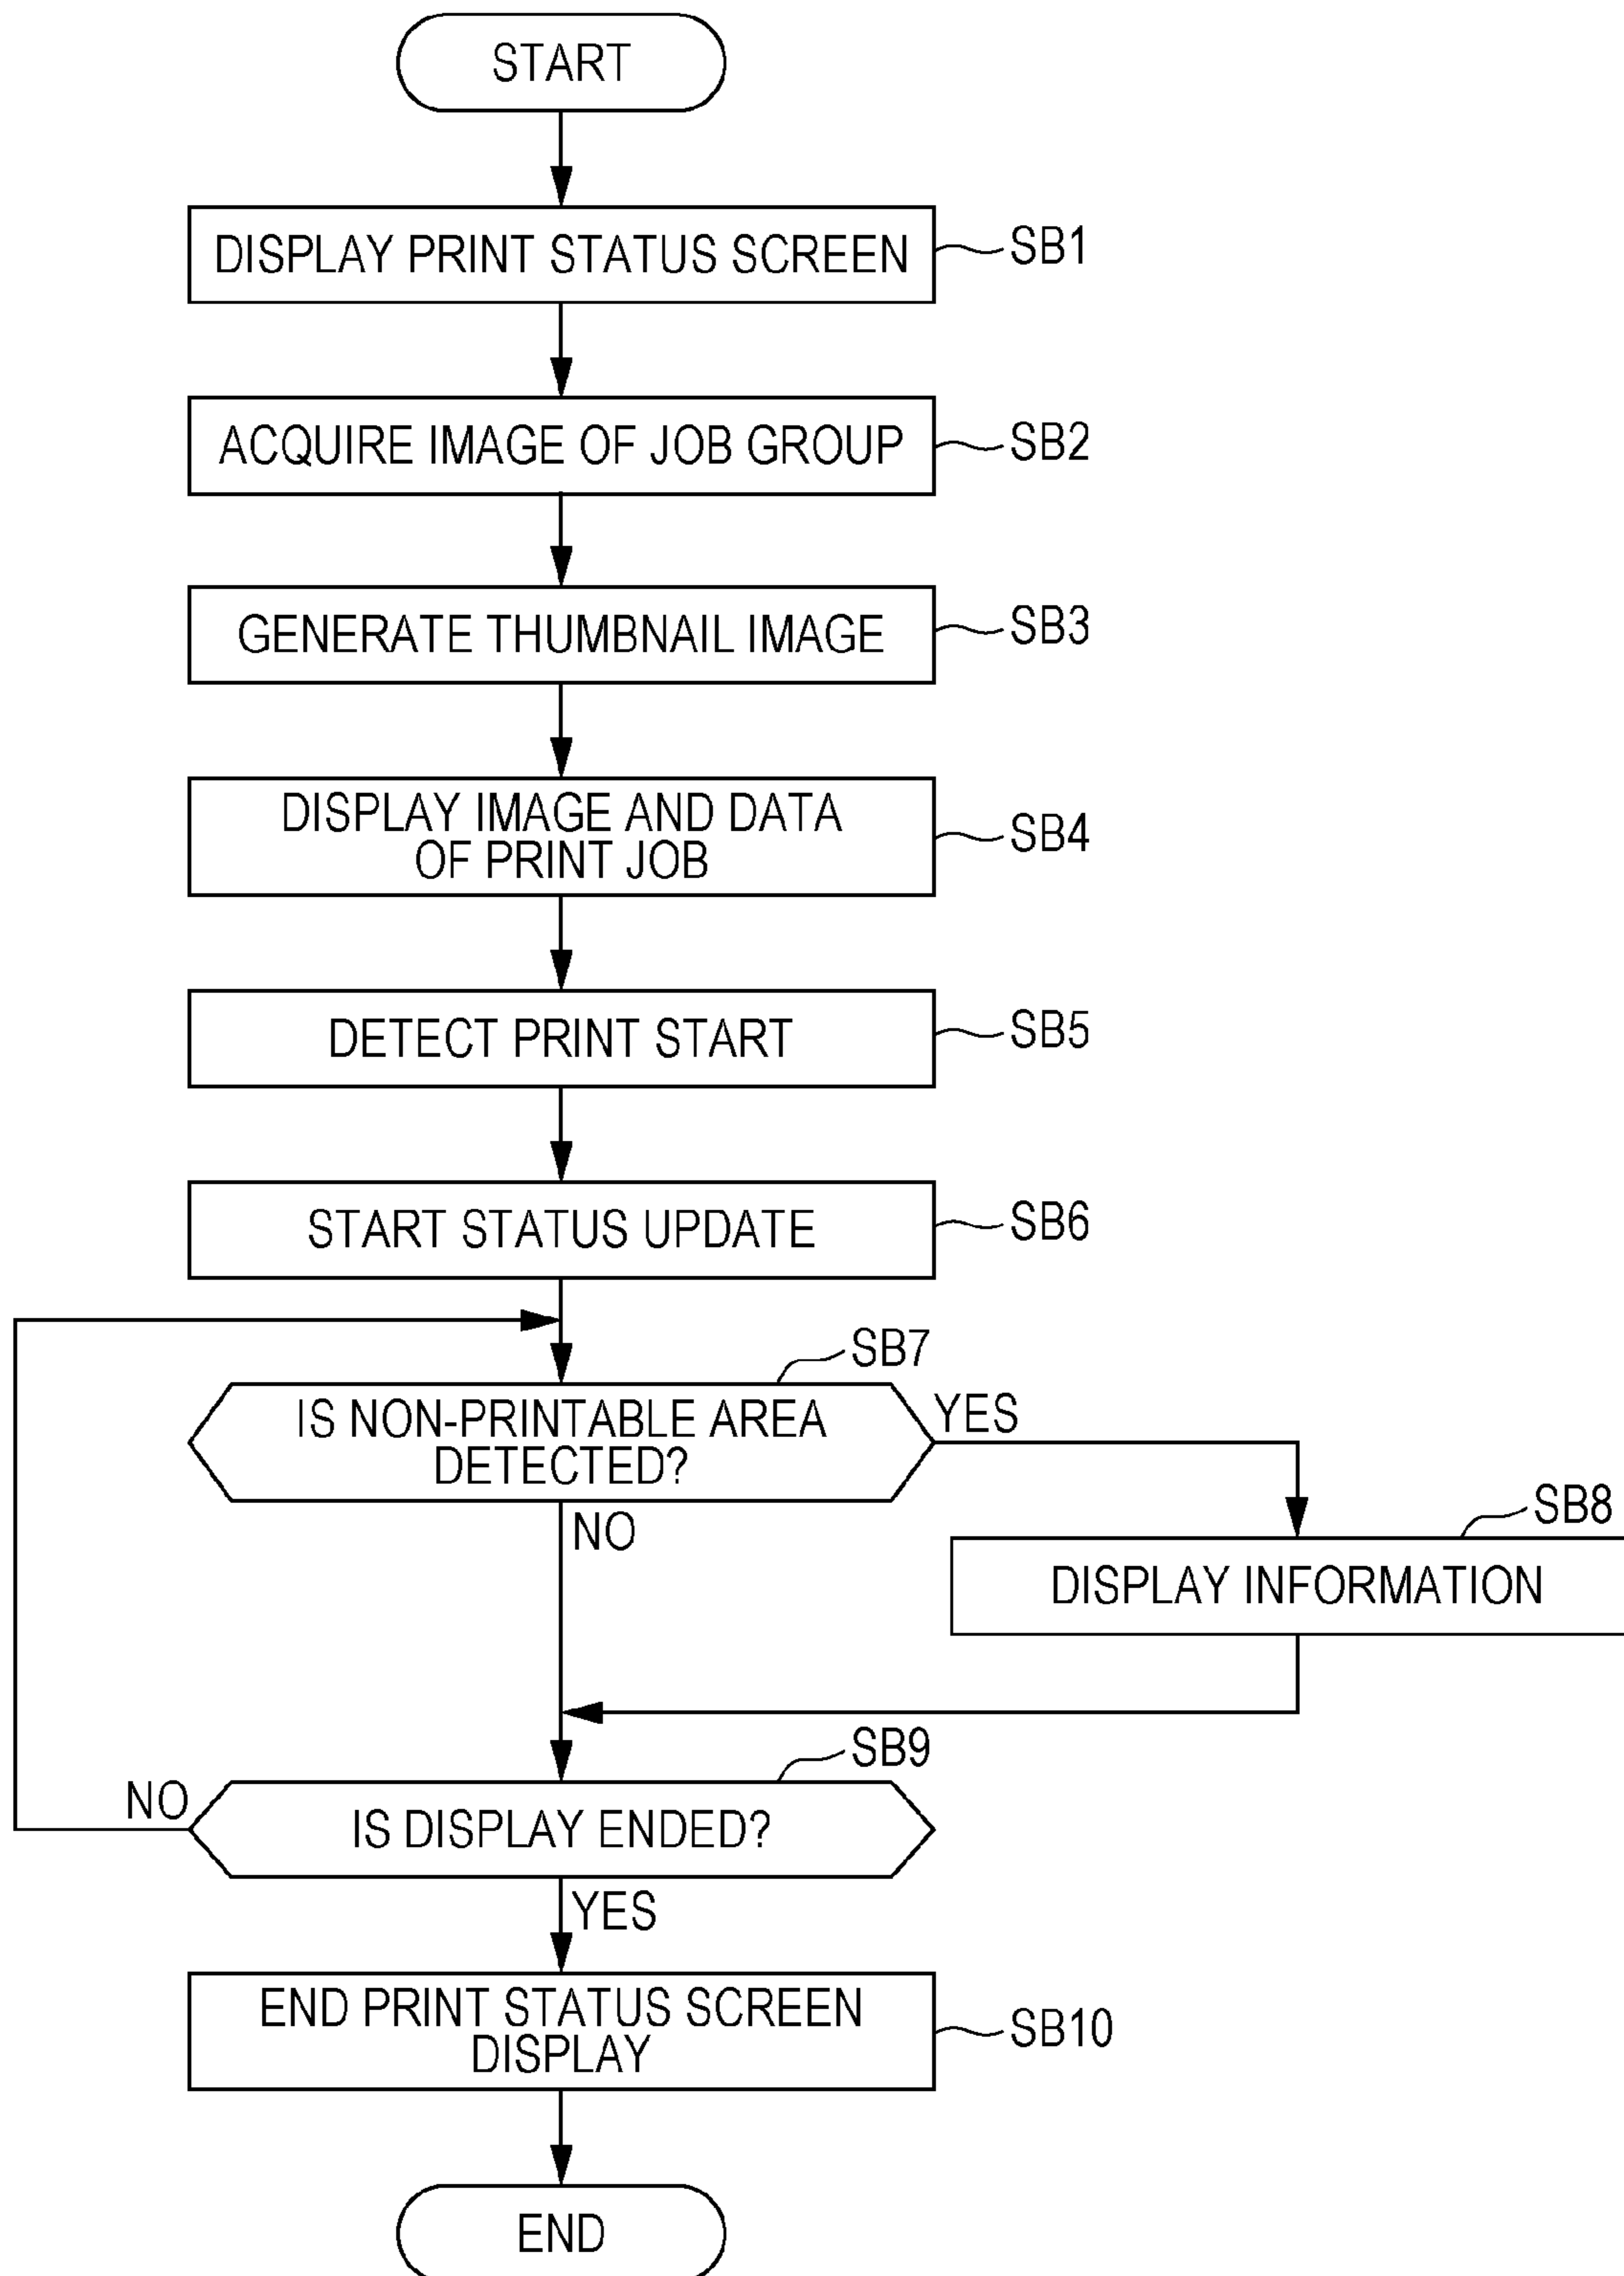 START
DISPLAY PRINT STATUS SCREEN
SB1
ACQUIRE IMAGE OF JOB GROUP
SB2
GENERATE THUMBNAIL IMAGE
SB3
DISPLAY IMAGE AND DATA
OF PRINT JOB
SB4
DETECT PRINT START
SB5
START STATUS UPDATE
SB6
SB7
IS NON-PRINTABLE AREA
DETECTED?
YES
NO
SB8
DISPLAY INFORMATION
SB9
NO
IS DISPLAY ENDED?
YES
END PRINT STATUS SCREEN
DISPLAY
SB10
END